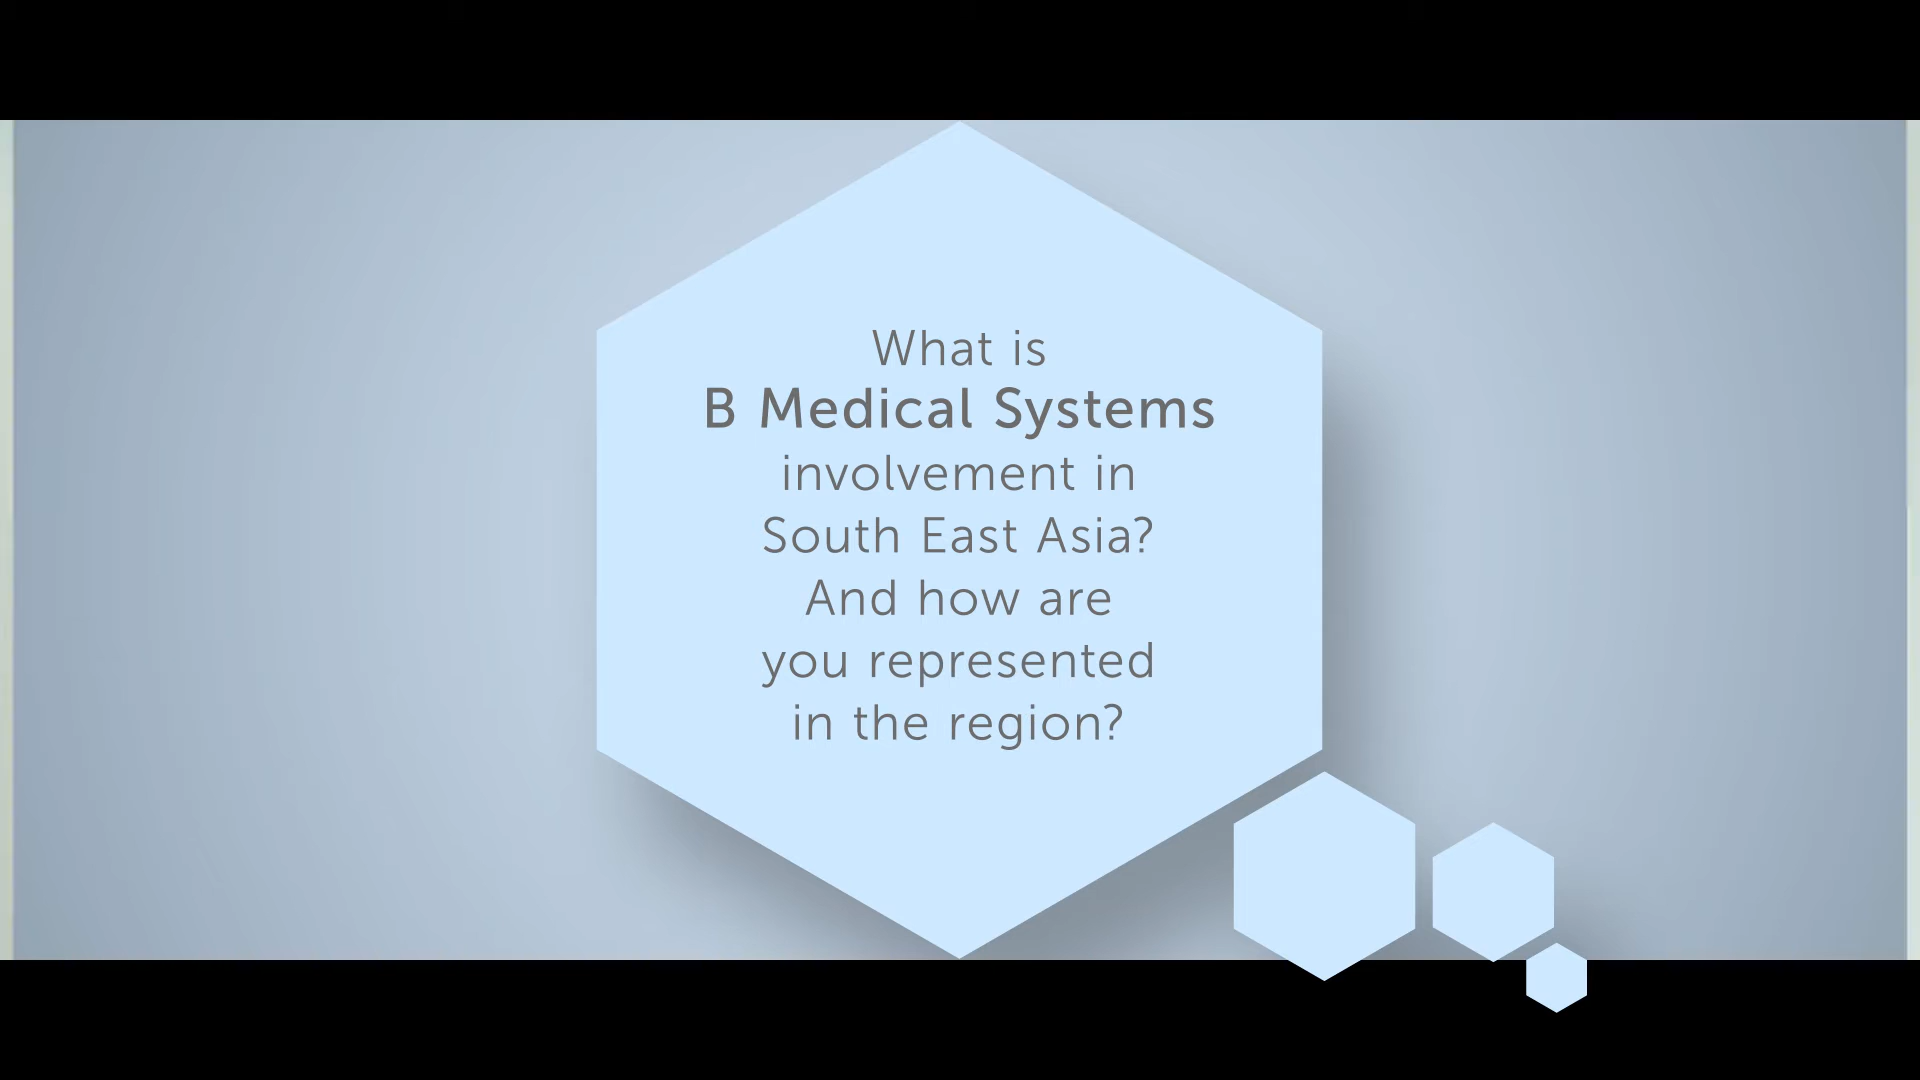 What is
B Medical Systems
involvement in
South East Asia?
And how are
you represented
in the region?